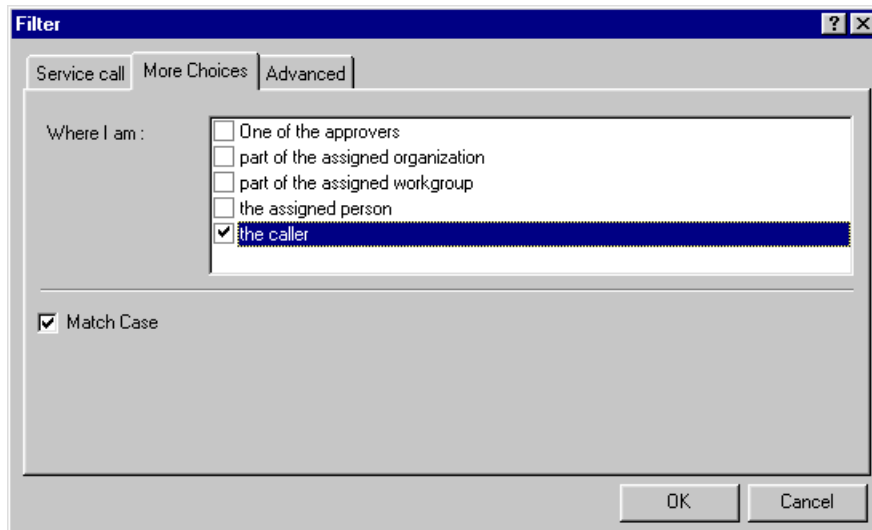 Filter
Service call More Choices Advanced
Where I am :
One of the approvers
part of the assigned organization
part of the assigned workgroup
the assigned person
the caller
Match Case
OK Cancel